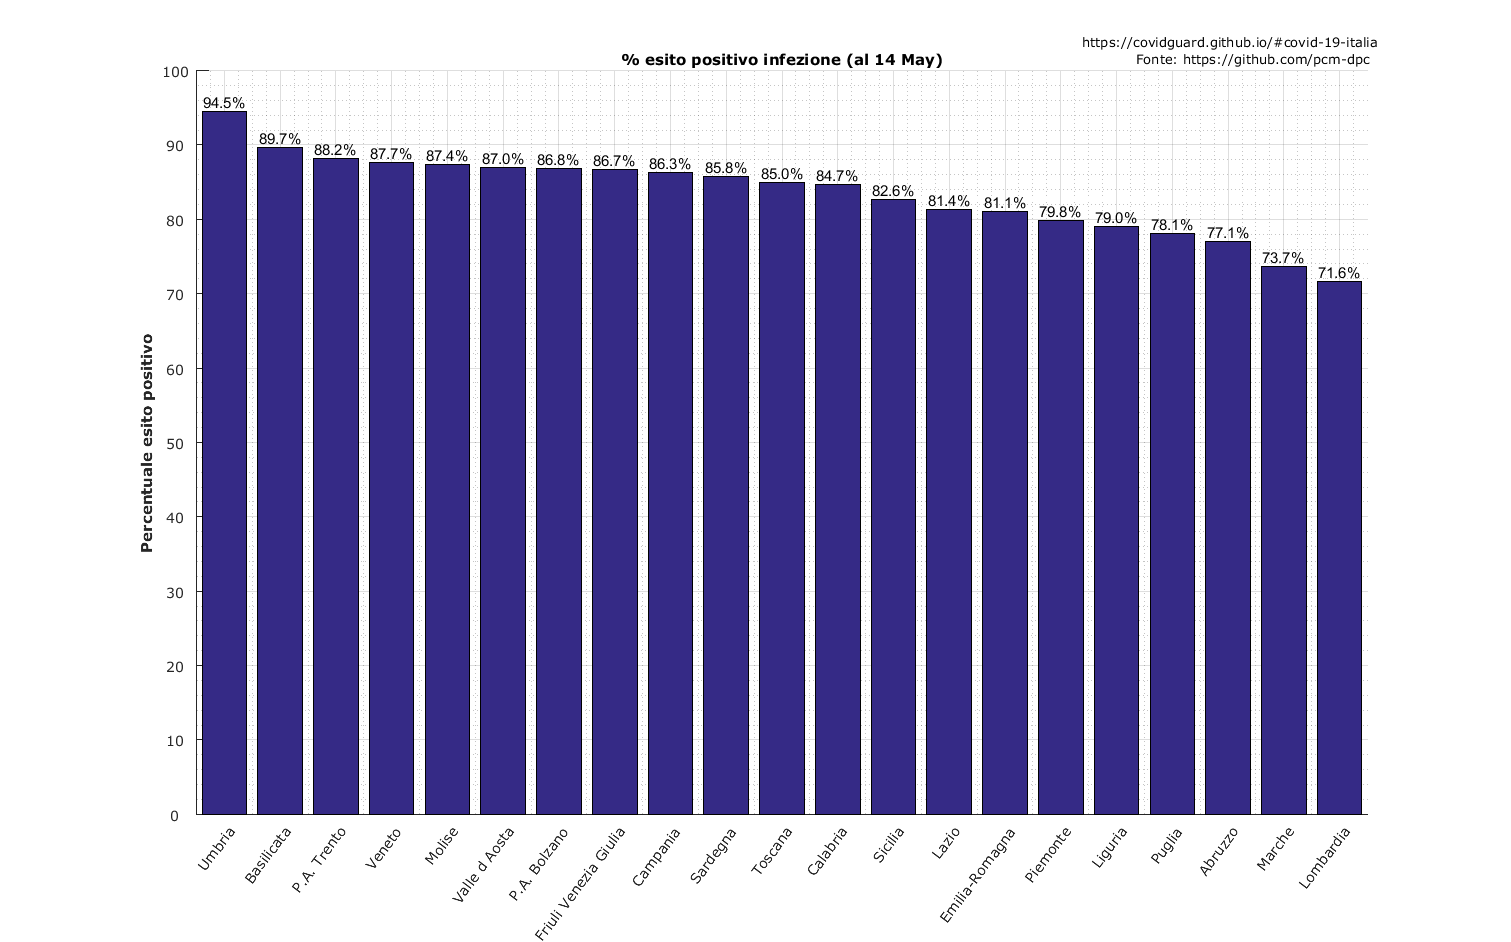 https://covidguard.github.io/#covid-19-italia
Fonte: https://github.com/pcm-dpc
% esito positivo infezione (al 14 May)
Percentuale esito positivo
100
90
80
70
60
50
40
30
20
10
0
94.5%
89.7%
88.2%
87.7%
87.4%
87.0%
86.8%
86.7%
86.3%
85.8%
85.0%
84.7%
82.6%
81.4%
81.1%
79.8%
79.0%
78.1%
77.1%
73.7%
71.6%
Umbria
Basilicata
P.A. Trento
Veneto
Molise
Valle d Aosta
P.A. Bolzano
Friuli Venezia Giulia
Campania
Sardegna
Toscana
Calabria
Sicilia
Lazio
Emilia-Romagna
Piemonte
Liguria
Puglia
Abruzzo
Marche
Lombardia